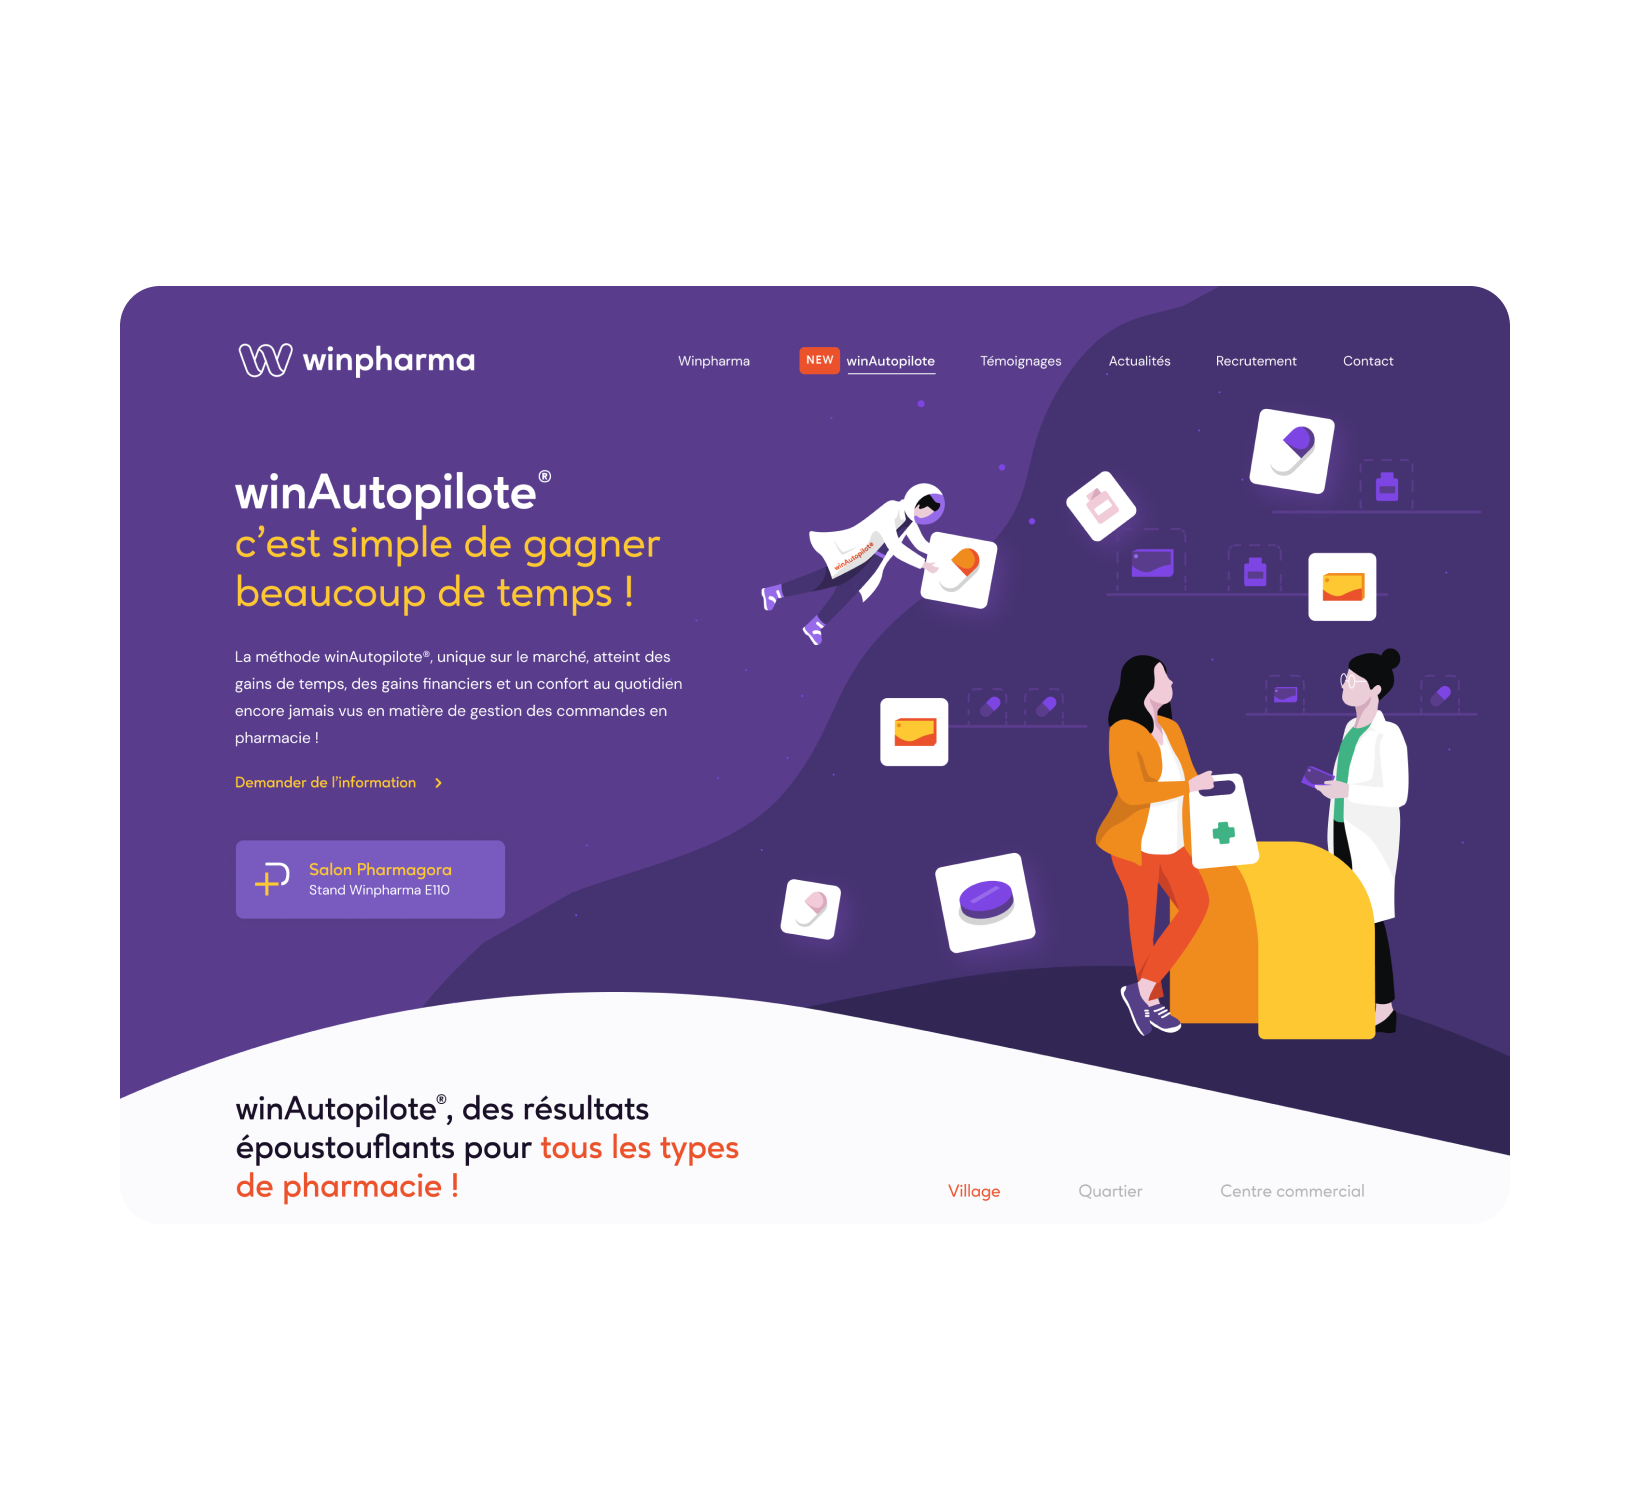 winpharma
Winpharma
NEW winAutopilote
Témoignages
Actualités
Recrutement
Contact
winAutopilote®
c’est simple de gagner
beaucoup de temps !
La méthode winAutopilote®, unique sur le marché, atteint des
gains de temps, des gains financiers et un confort au quotidien
encore jamais vus en matière de gestion des commandes en
pharmacie !
Demander de l’information
Salon Pharmagora
Stand Winpharma E110
winAutopilote
winAutopilote®, des résultats
époustouflants pour tous les types
de pharmacie !
Village
Quartier
Centre commercial